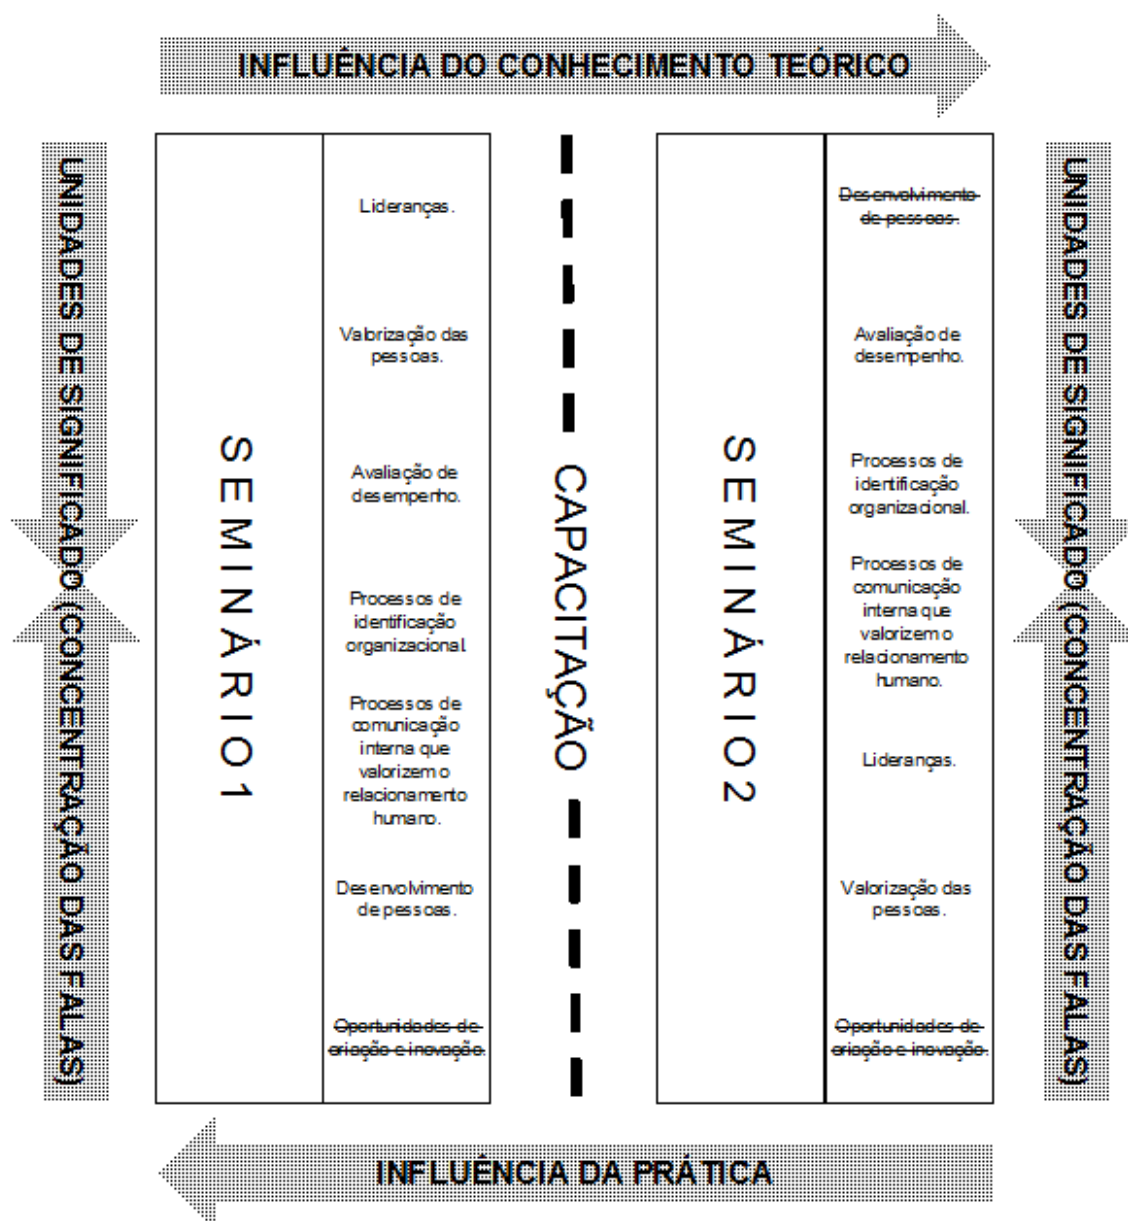 INFLUÊNCIA DO CONHECIMENTO TEÓRICO
UNIDADES DE SIGNIFICADO (CONCENTRAÇÃO DAS FALAS)
SEMINÁRIO 1
Lideranças.
Valorização das
pessoas.
Avaliação de
desempenho.
Processos de
identificação
organizacional.
Processos de
comunicação
interna que
valorizem o
relacionamento
humano.
Desenvolvimento
de pessoas.
Oportunidades de
criação e inovação.
CAPACITAÇÃO
SEMINÁRIO 2
Desenvolvimento
de pessoas.
Avaliação de
desempenho.
Processos de
identificação
organizacional.
Processos de
comunicação
interna que
valorizem o
relacionamento
humano.
Lideranças.
Valorização das
pessoas.
Oportunidades de
criação e inovação.
UNIDADES DE SIGNIFICADO (CONCENTRAÇÃO DAS FALAS)
INFLUÊNCIA DA PRÁTICA